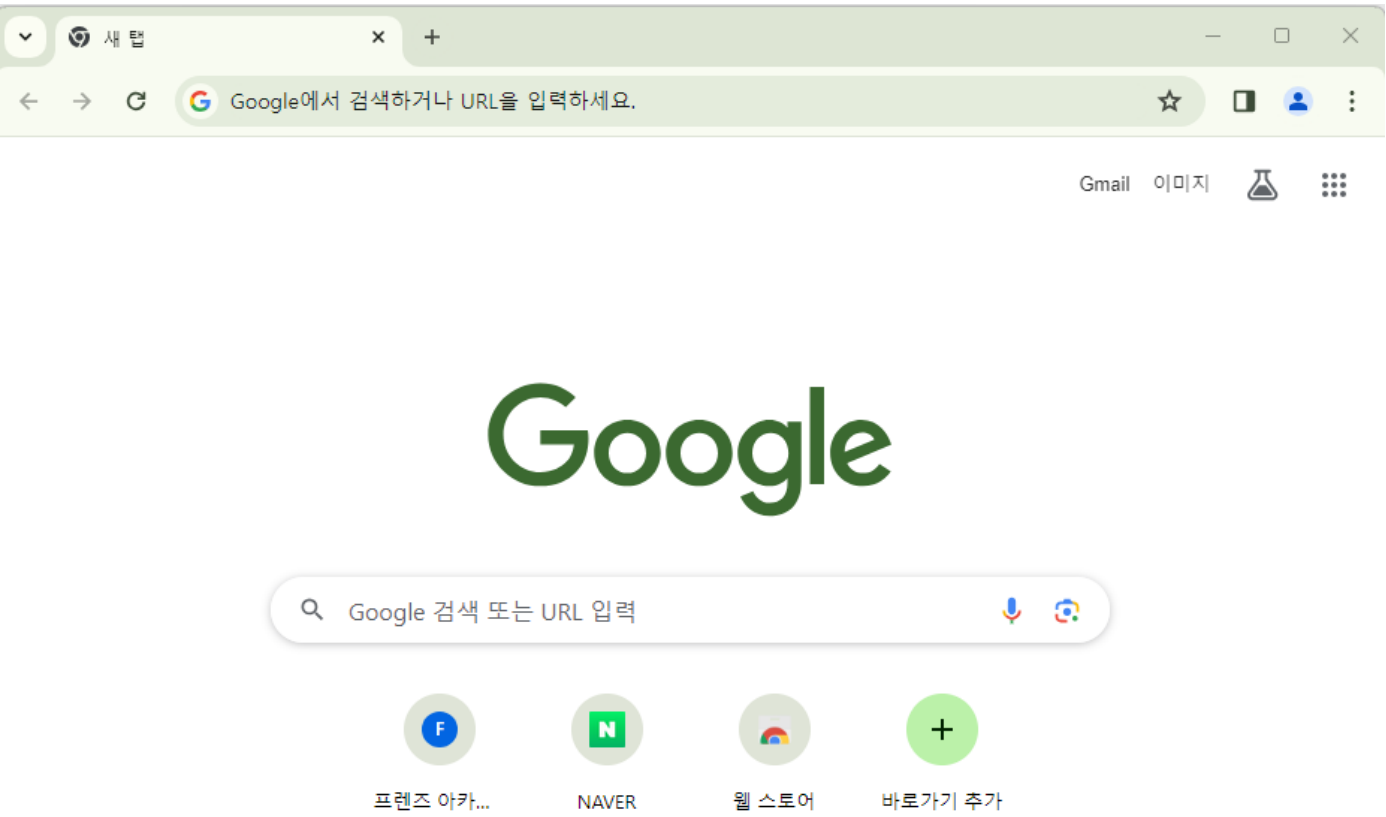 새 탭
Google에서 검색하거나 URL을 입력하세요.
Gmail 이미지
Google
Google 검색 또는 URL 입력
F N
프렌즈 아카... NAVER 웹 스토어 바로가기 추가